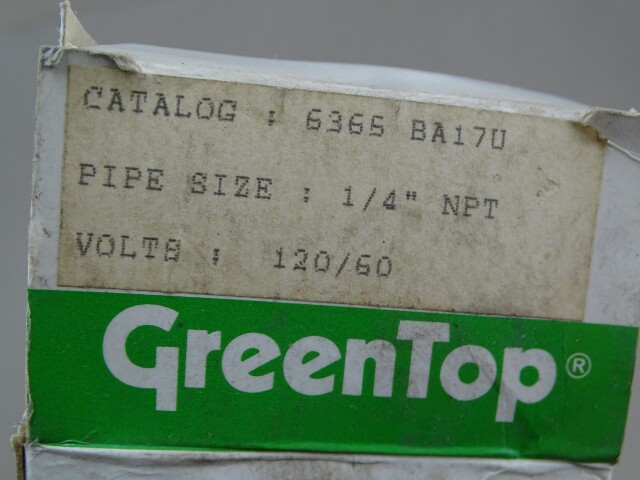 CATALOG : 6365 BA17U
PIPE SIZE : 1/4" NPT
VOLTS : 120/60
GreenTop®